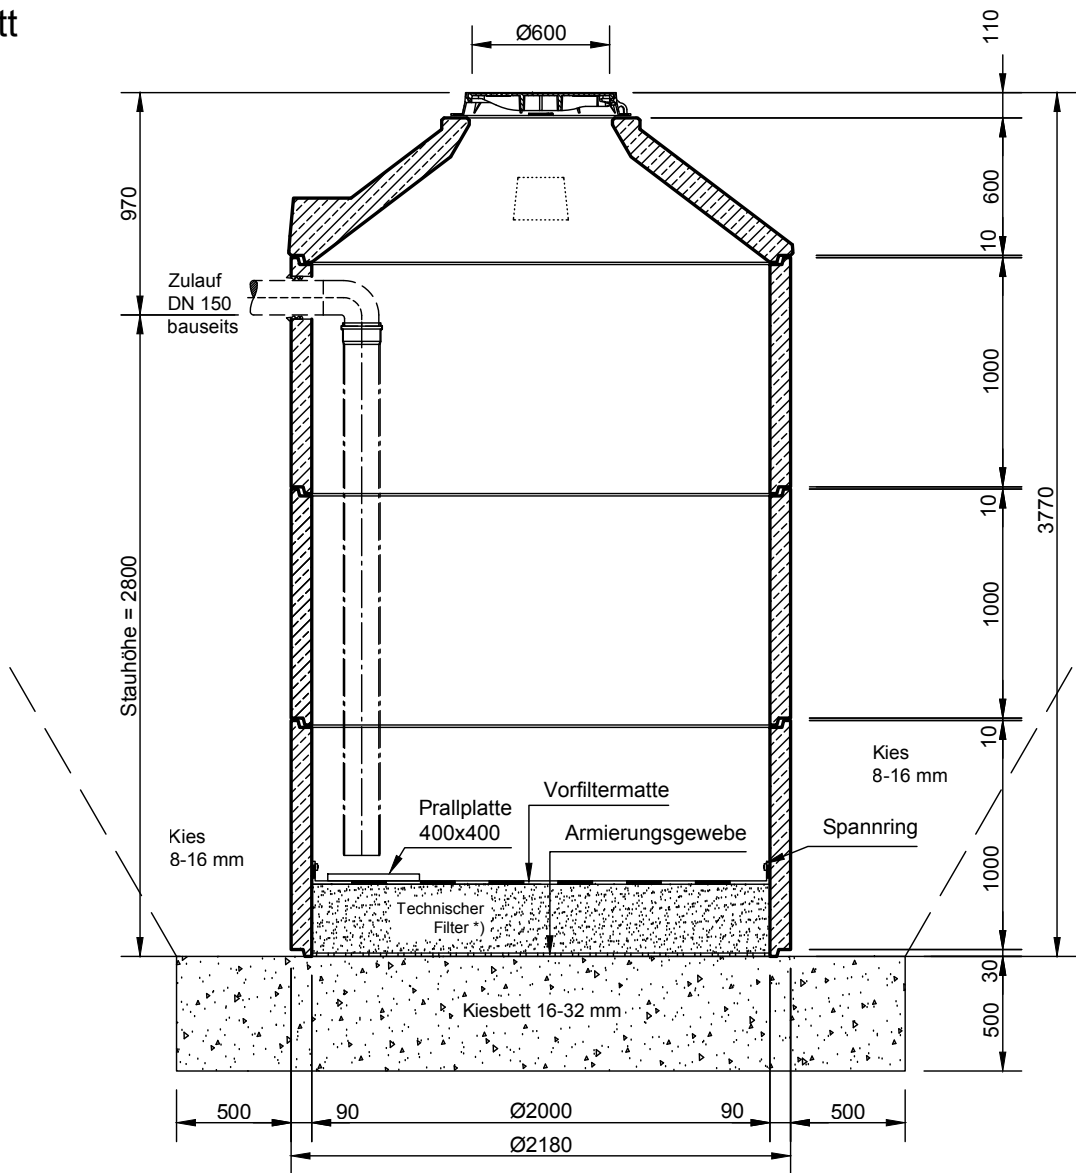 tt
Ø600
110
970
600
10
Zulauf
DN 150
bauseits
1000
10
3770
Stauhöhe = 2800
1000
10
Kies
8-16 mm
Vorfiltermatte
Prallplatte
400x400
Armierungsgewebe
Spannring
Kies
8-16 mm
1000
Technischer
Filter *)
30
Kiesbett 16-32 mm
500
500
90
Ø2000
90
500
Ø2180